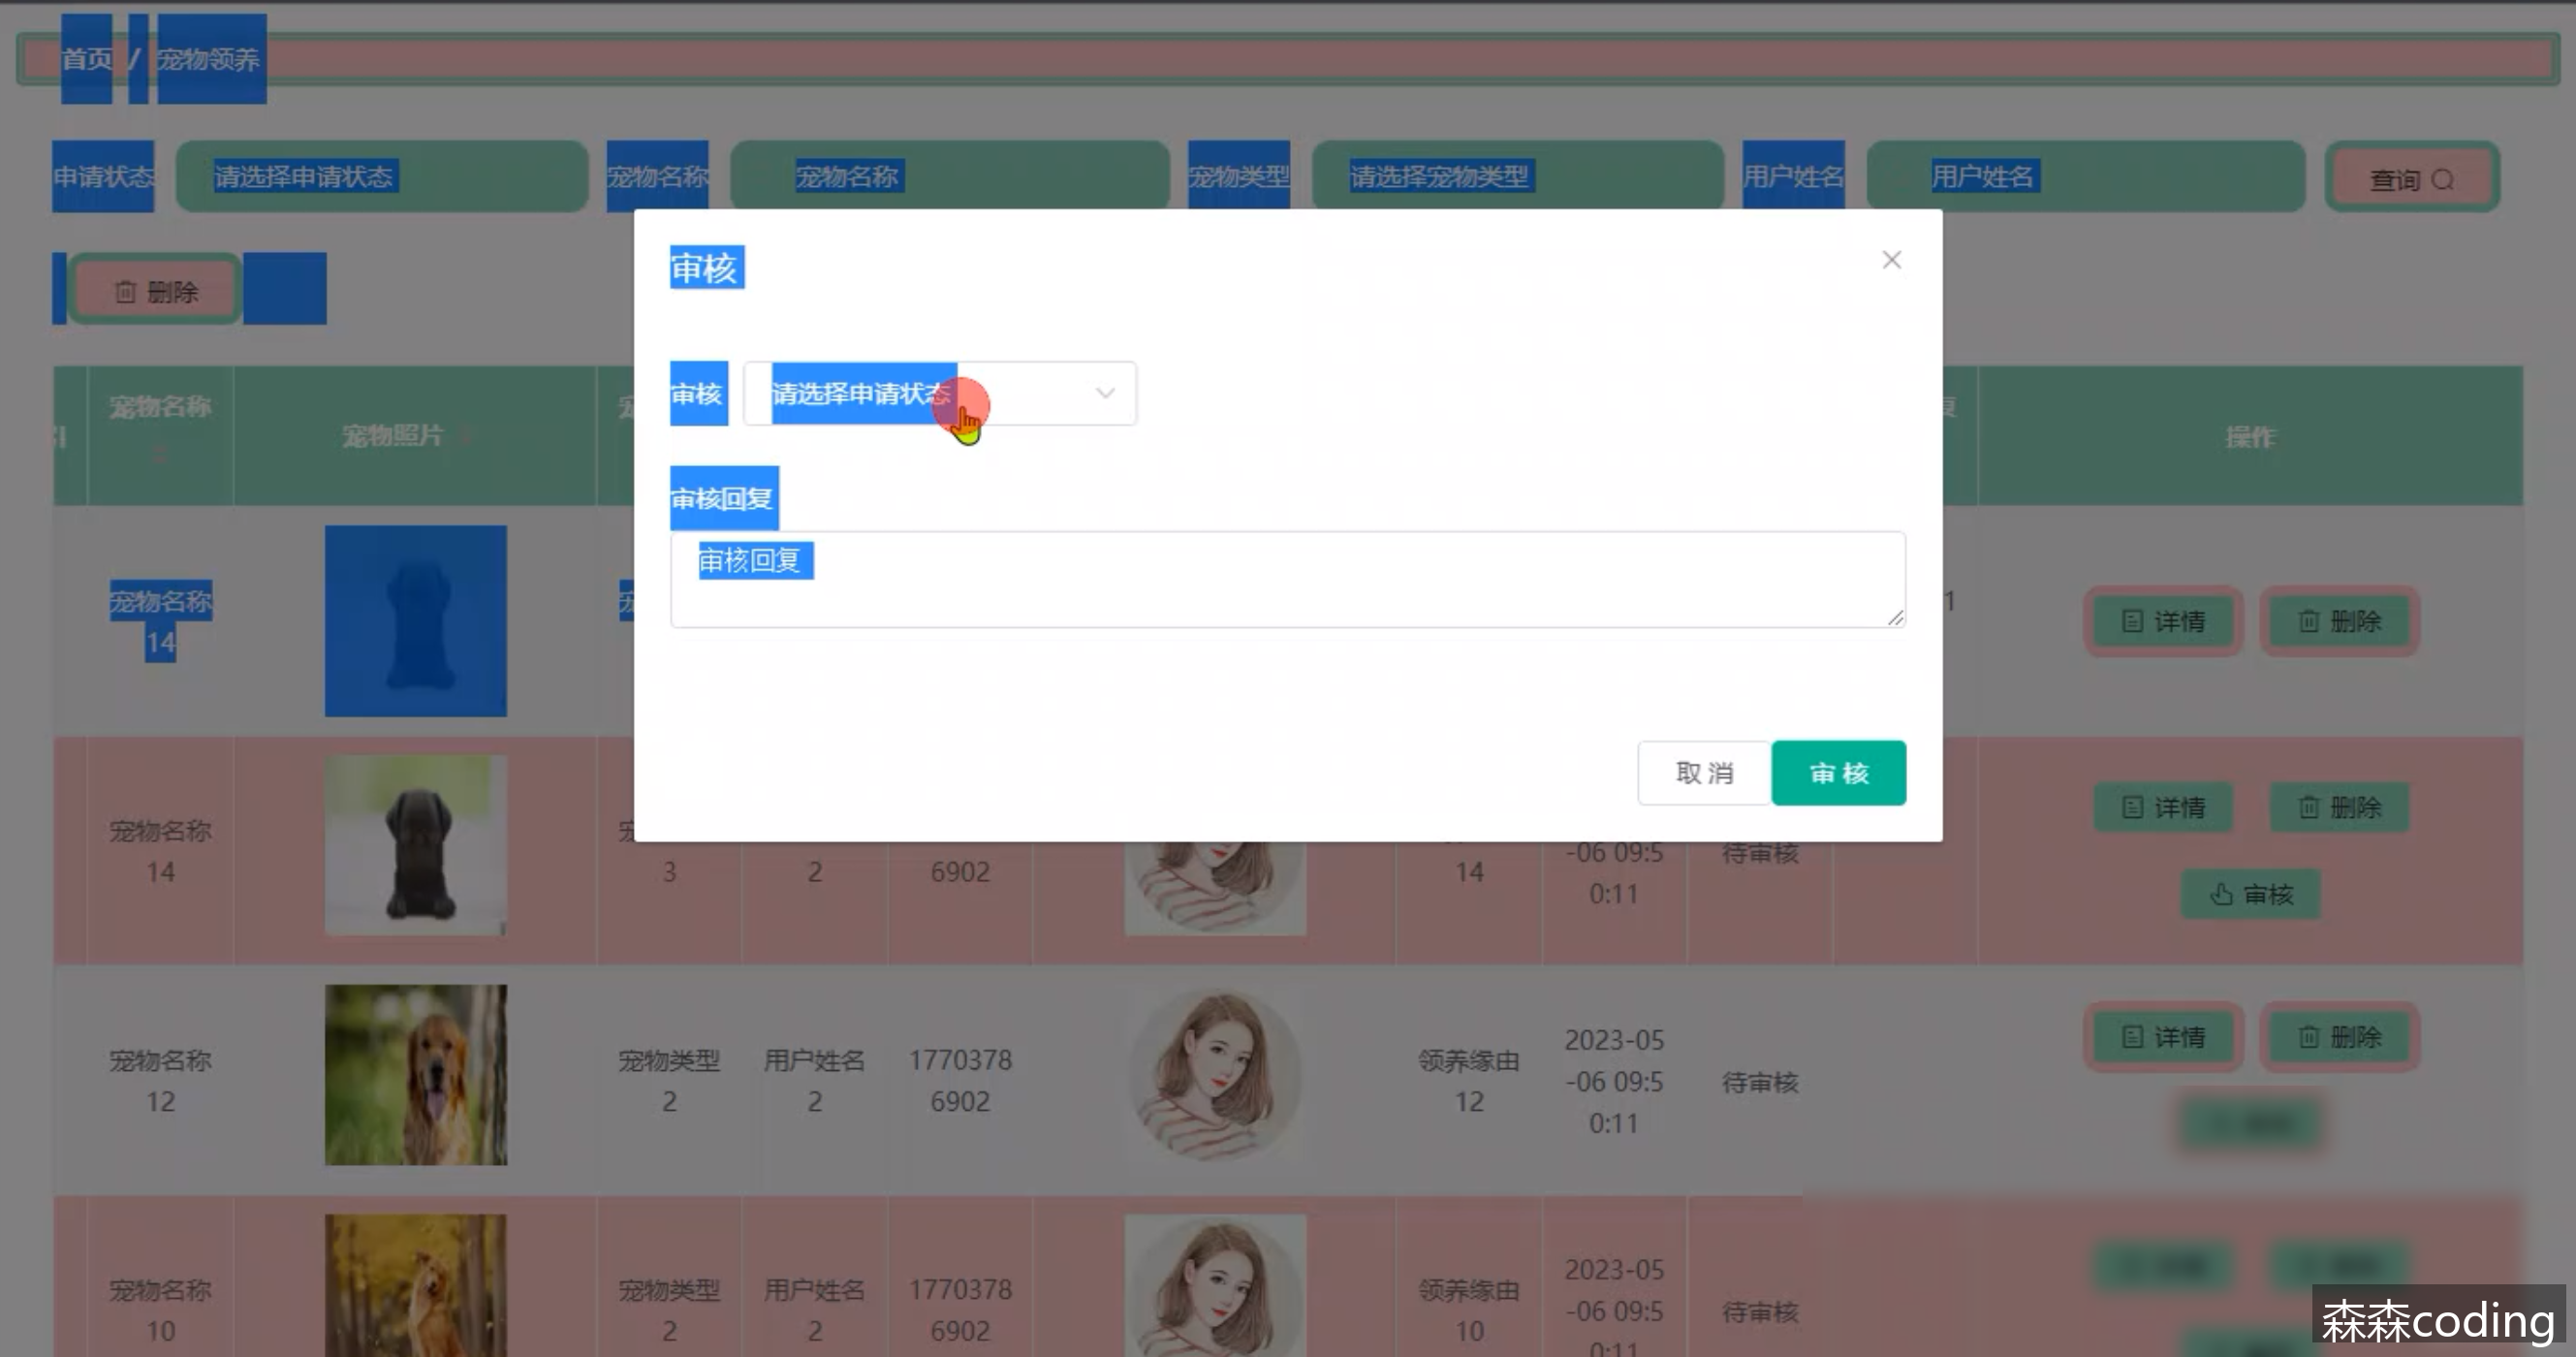 首页 / 宠物领养
申请状态 请选择申请状态 宠物名称 宠物名称 宠物类型 请选择宠物类型 用户姓名 用户姓名 查询
删除
审核
审核 请选择申请状态
审核回复
审核回复
取消 审核
宠物名称 宠物照片 操作
宠物名称
14
详情 删除
宠物名称
14
3
2
6902
14
-06 09:5
0:11
待审核
详情 删除
审核
宠物名称
12
宠物类型
2
用户姓名
2
1770378
6902
领养缘由
12
2023-05
-06 09:5
0:11
待审核
详情 删除
宠物名称
10
宠物类型
2
用户姓名
2
1770378
6902
领养缘由
10
2023-05
-06 09:5
0:11
待审核
森森coding